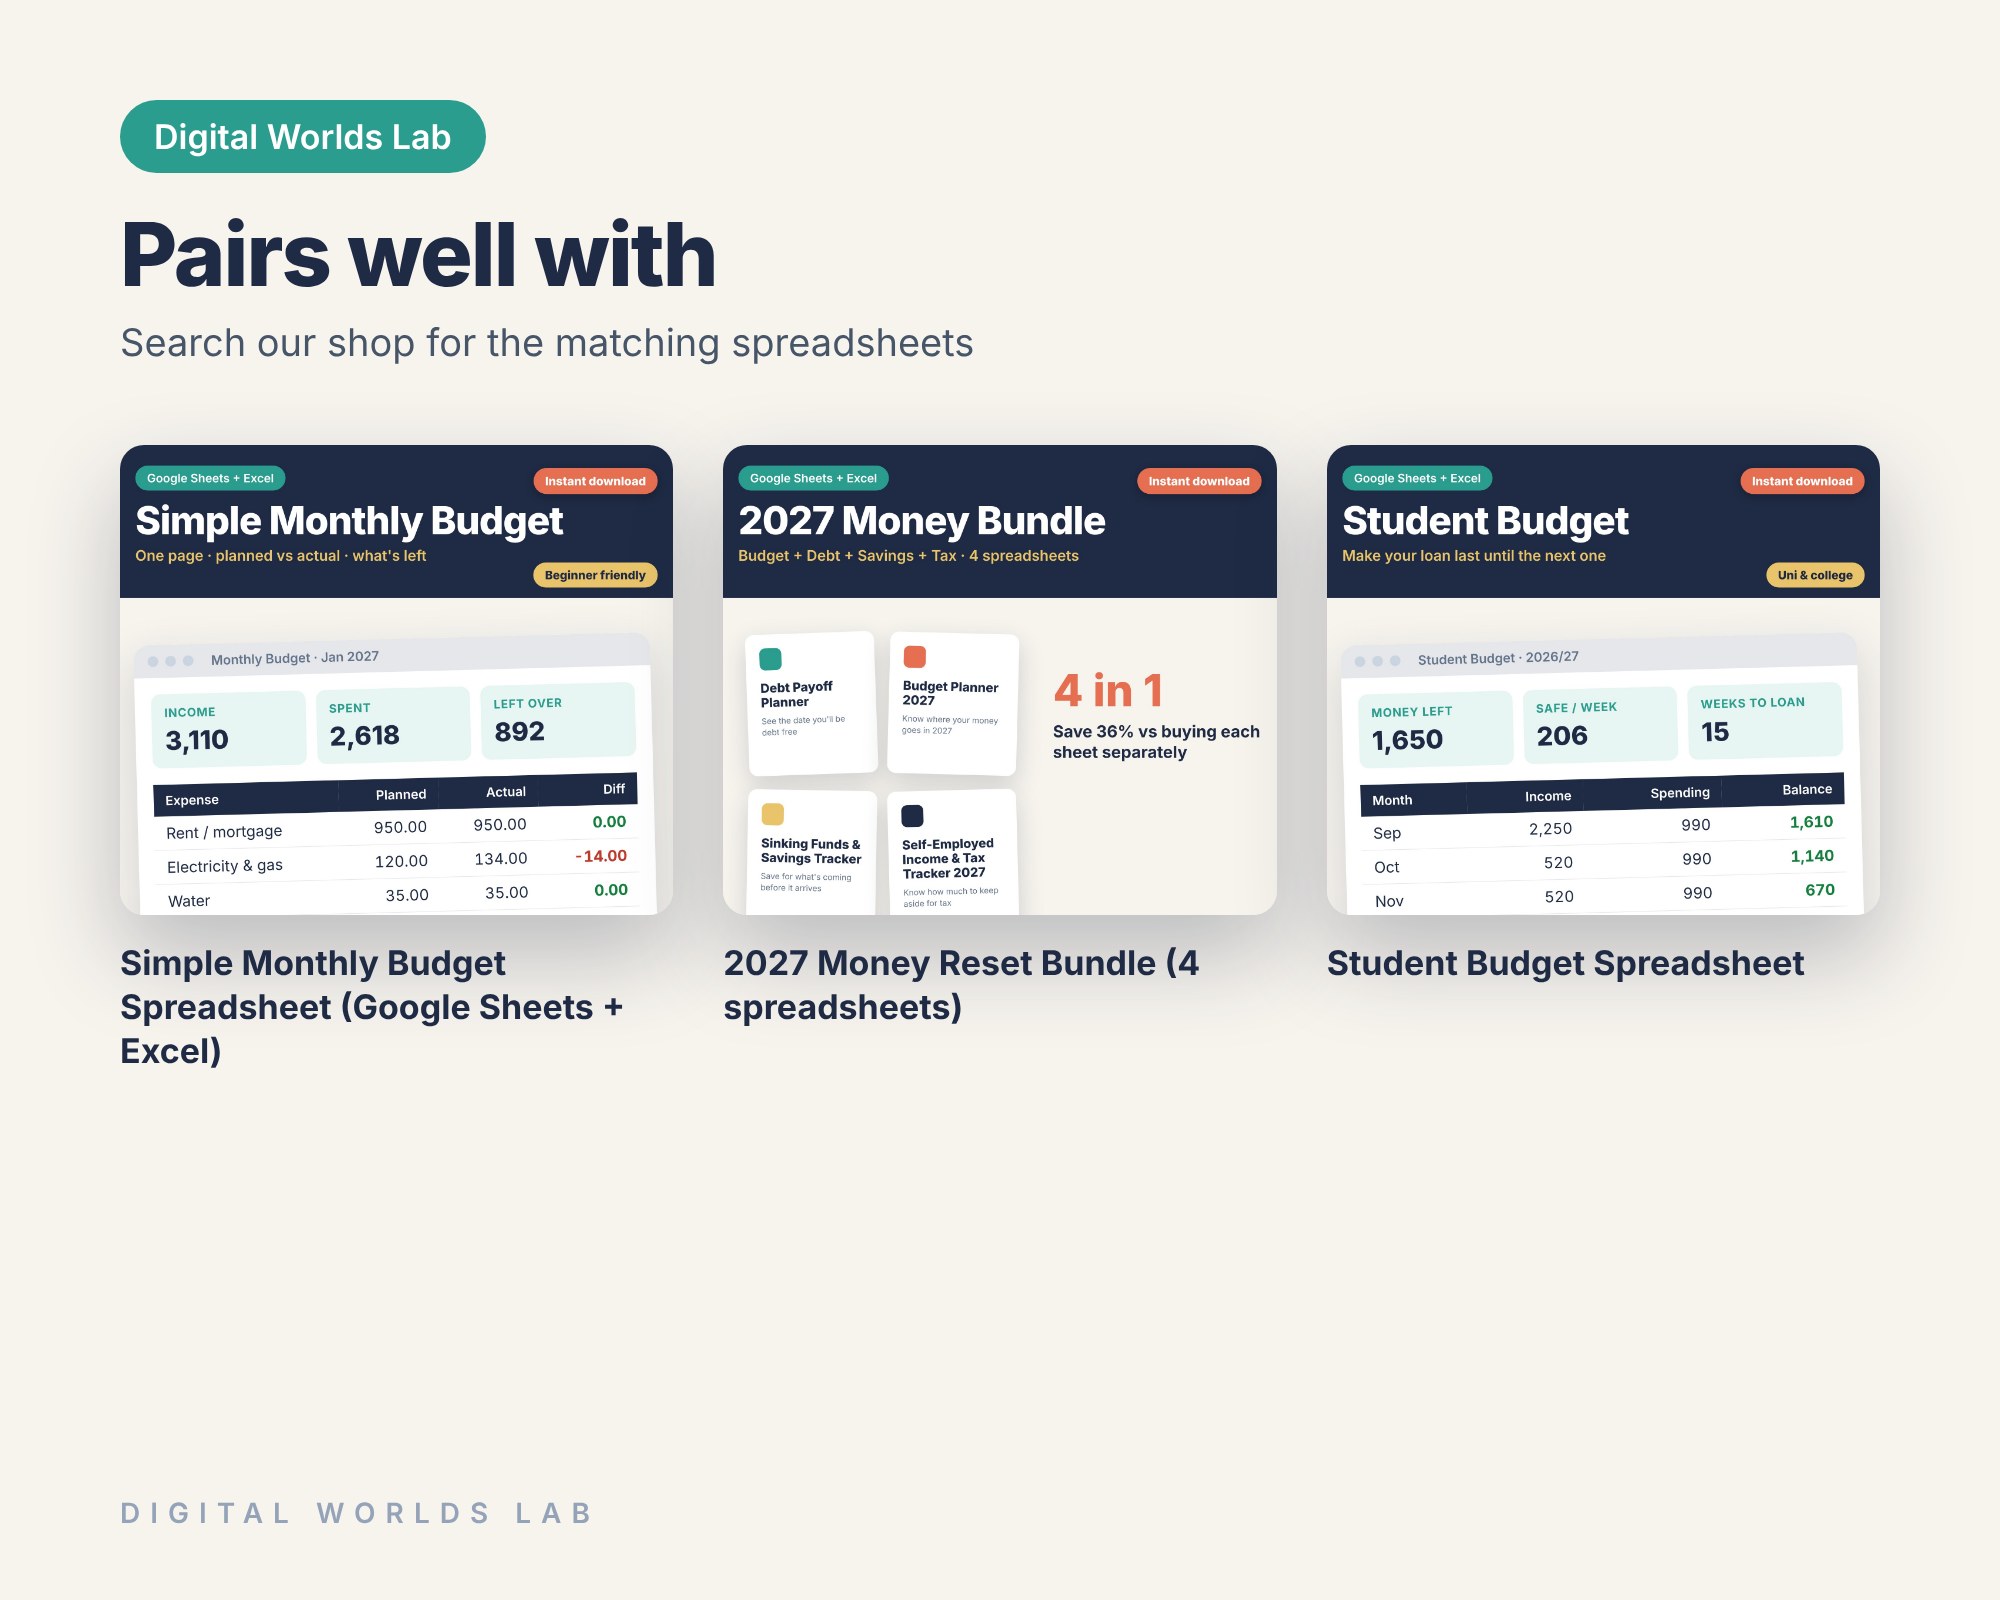 Digital Worlds Lab
Pairs well with
Search our shop for the matching spreadsheets
Google Sheets + Excel
Instant download
Simple Monthly Budget
One page · planned vs actual · what's left
Beginner friendly
Monthly Budget · Jan 2027
INCOME
3,110
SPENT
2,618
LEFT OVER
892
Expense Planned Actual Diff
Rent / mortgage 950.00 950.00 0.00
Electricity & gas 120.00 134.00 -14.00
Water 35.00 35.00 0.00
Simple Monthly Budget
Spreadsheet (Google Sheets +
Excel)
Google Sheets + Excel
Instant download
2027 Money Bundle
Budget + Debt + Savings + Tax · 4 spreadsheets
Debt Payoff
Planner
See the date you'll be
debt free
Budget Planner
2027
Know where your money
goes in 2027
4 in 1
Save 36% vs buying each
sheet separately
Sinking Funds &
Savings Tracker
Save for what's coming
before it arrives
Self-Employed
Income & Tax
Tracker 2027
Know how much to keep
aside for tax
2027 Money Reset Bundle (4
spreadsheets)
Google Sheets + Excel
Instant download
Student Budget
Make your loan last until the next one
Uni & college
Student Budget · 2026/27
MONEY LEFT
1,650
SAFE / WEEK
206
WEEKS TO LOAN
15
Month Income Spending Balance
Sep 2,250 990 1,610
Oct 520 990 1,140
Nov 520 990 670
Student Budget Spreadsheet
DIGITAL WORLDS LAB